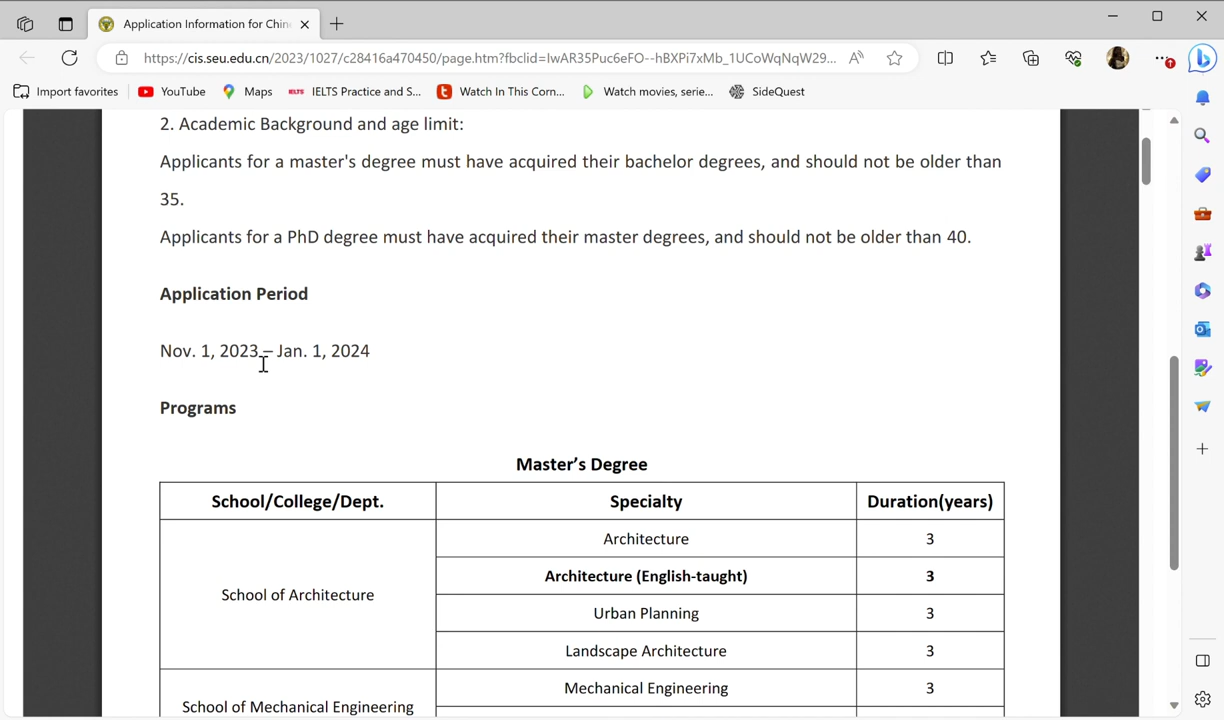 Application Information for Chin
https://cis.seu.edu.cn/2023/1027/c28416a470450/page.htm?fbclid=IwAR35Puc6eFO--hBXPi7xMb_1UCoWqNqW29...
Import favorites
YouTube
Maps
IELTS Practice and S...
Watch In This Corn...
Watch movies, serie...
SideQuest
2. Academic Background and age limit:
Applicants for a master's degree must have acquired their bachelor degrees, and should not be older than
35.
Applicants for a PhD degree must have acquired their master degrees, and should not be older than 40.
Application Period
Nov. 1, 2023 – Jan. 1, 2024
Programs
Master’s Degree
School/College/Dept. Specialty Duration(years)
Architecture 3
Architecture (English-taught) 3
School of Architecture
Urban Planning 3
Landscape Architecture 3
Mechanical Engineering 3
School of Mechanical Engineering